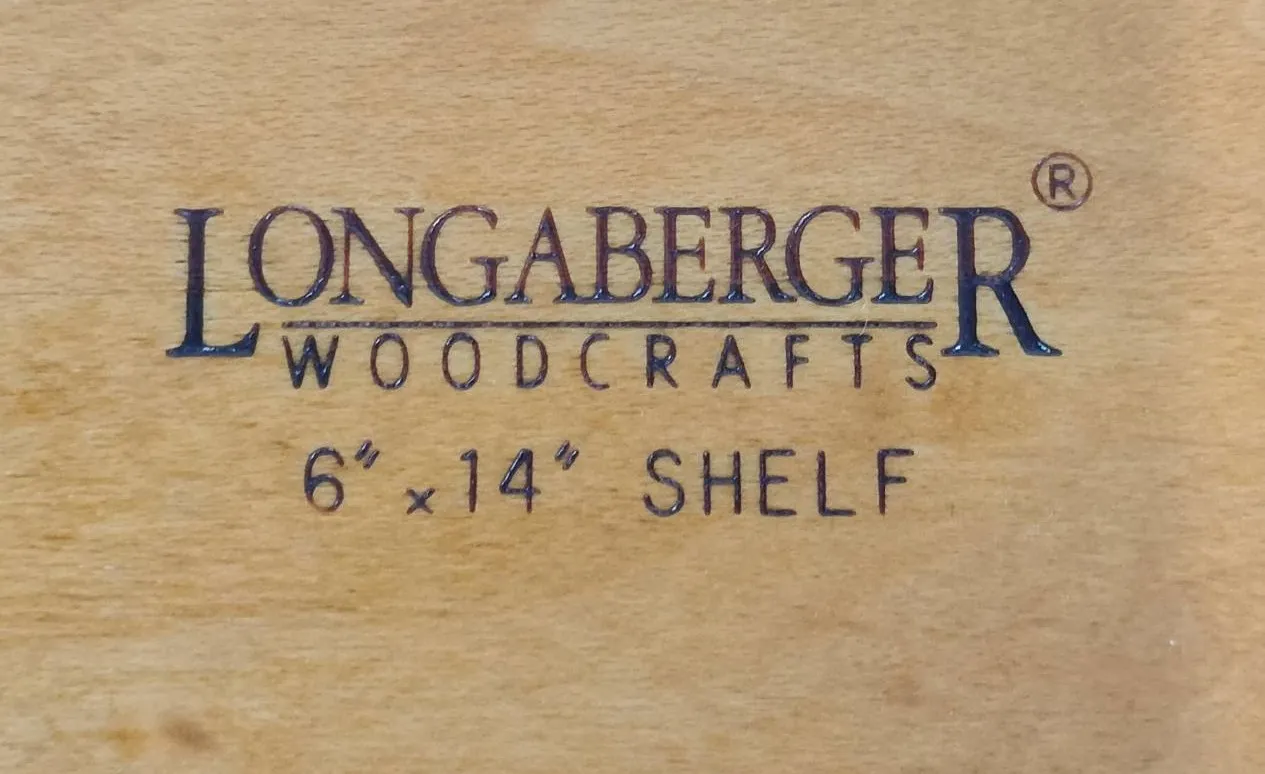 LONGABERGER®
WOODCRAFTS
6" x 14" SHELF